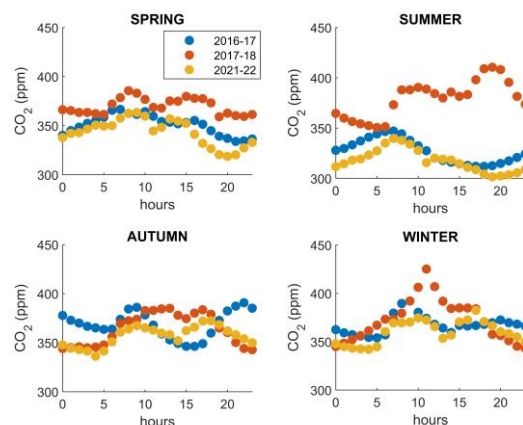 SPRING
450
400
350
300
CO2 (ppm)
0 5 10 15 20
hours
2016-17
2017-18
2021-22
SUMMER
450
400
350
300
CO2 (ppm)
0 5 10 15 20
hours
AUTUMN
450
400
350
300
CO2 (ppm)
0 5 10 15 20
hours
WINTER
450
400
350
300
CO2 (ppm)
0 5 10 15 20
hours